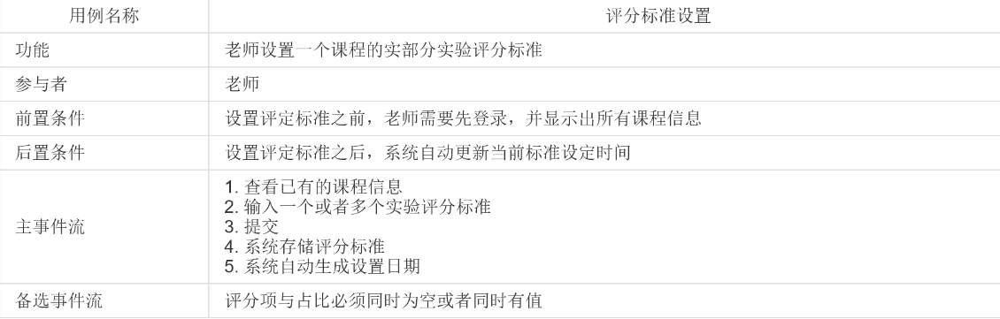 用例名称 评分标准设置
功能 老师设置一个课程的实部分实验评分标准
参与者 老师
前置条件 设置评定标准之前，老师需要先登录，并显示出所有课程信息
后置条件 设置评定标准之后，系统自动更新当前标准设定时间
主事件流
1. 查看已有的课程信息
2. 输入一个或者多个实验评分标准
3. 提交
4. 系统存储评分标准
5. 系统自动生成设置日期
备选事件流 评分项与占比必须同时为空或者同时有值